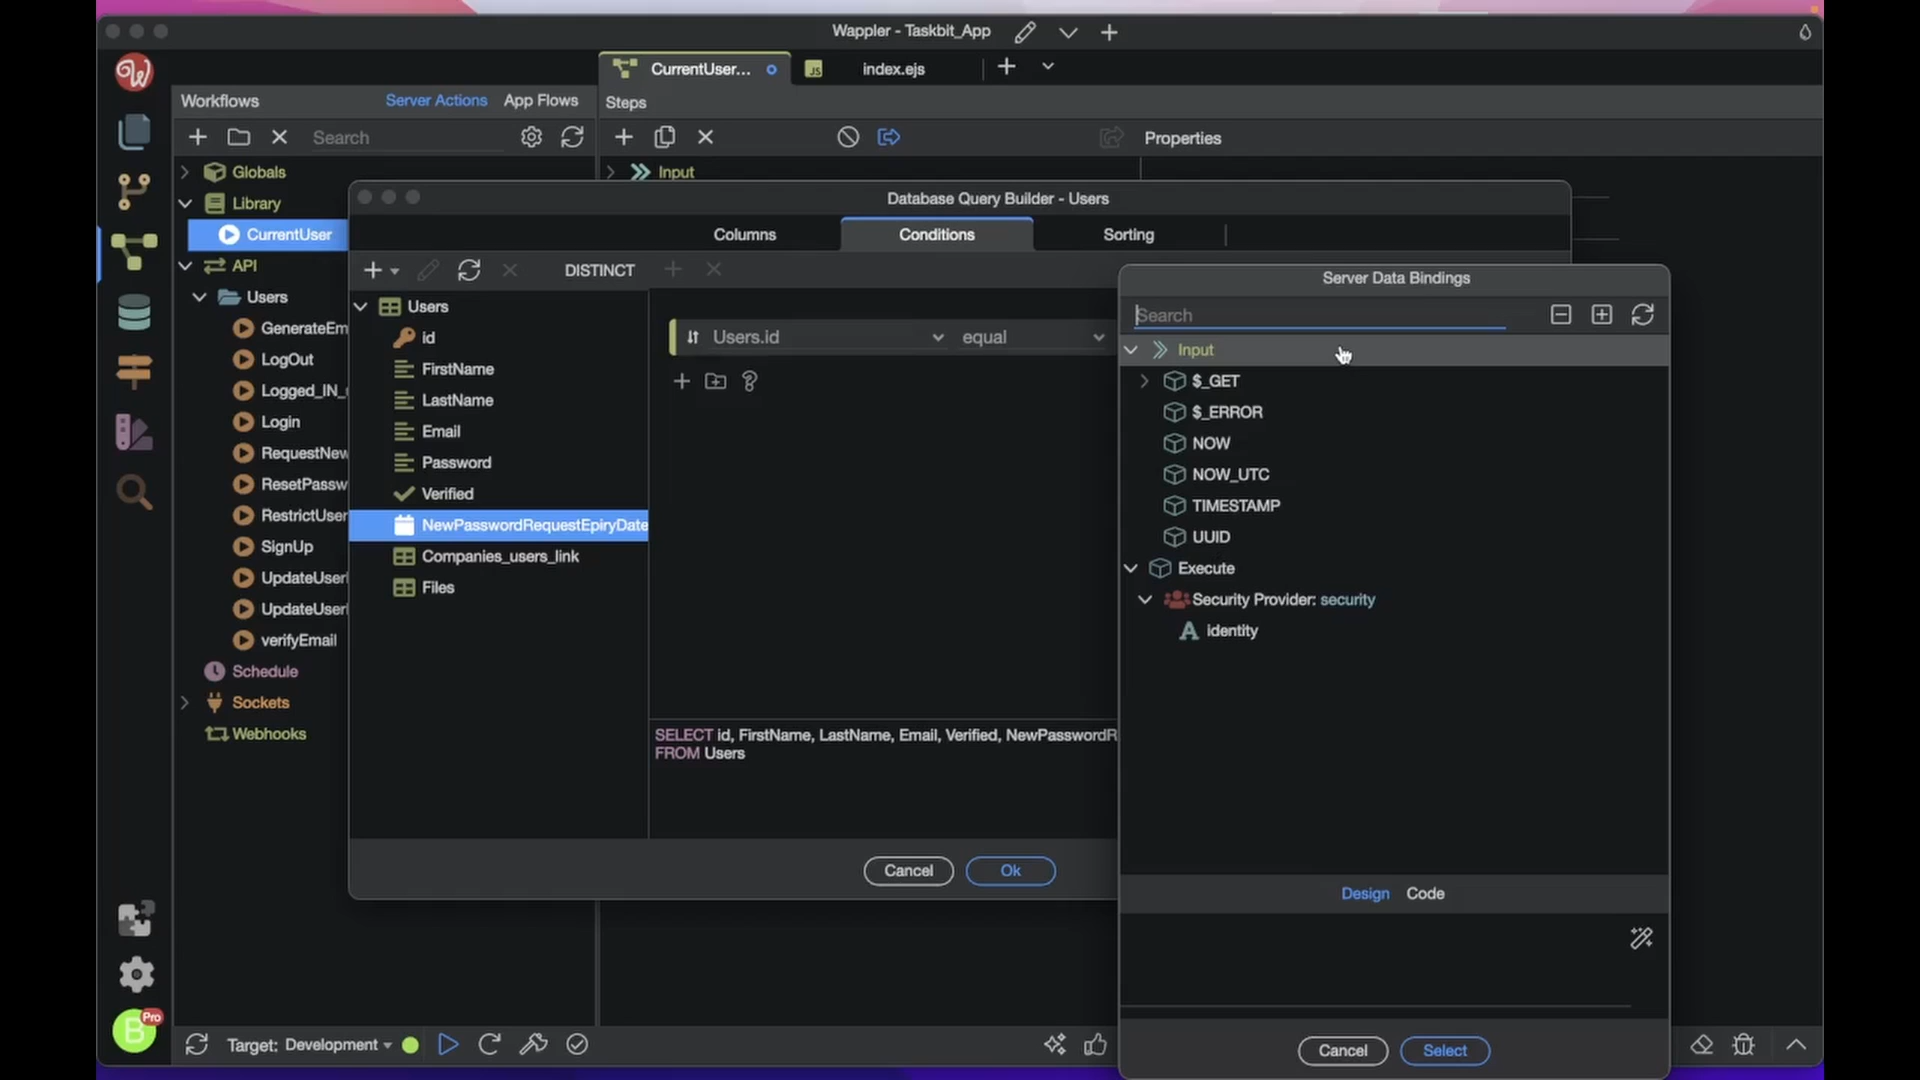 Wappler - Taskbit_App
CurrentUser...
JS
index.ejs
Workflows
Server Actions
App Flows
Steps
Search
Properties
Globals
Library
CurrentUser
API
Users
GenerateEm
LogOut
Logged_IN_
Login
RequestNew
ResetPassw
RestrictUser
SignUp
UpdateUser
UpdateUser
verifyEmail
Schedule
Sockets
Webhooks
Input
Database Query Builder - Users
Columns
Conditions
Sorting
DISTINCT
Users
id
FirstName
LastName
Email
Password
Verified
NewPasswordRequestEpiryDate
Companies_users_link
Files
Users.id
equal
SELECT id, FirstName, LastName, Email, Verified, NewPasswordR
FROM Users
Cancel
Ok
Server Data Bindings
Search
Input
$_GET
$_ERROR
NOW
NOW_UTC
TIMESTAMP
UUID
Execute
Security Provider: security
A identity
Design
Code
Cancel
Select
B
Pro
Target: Development